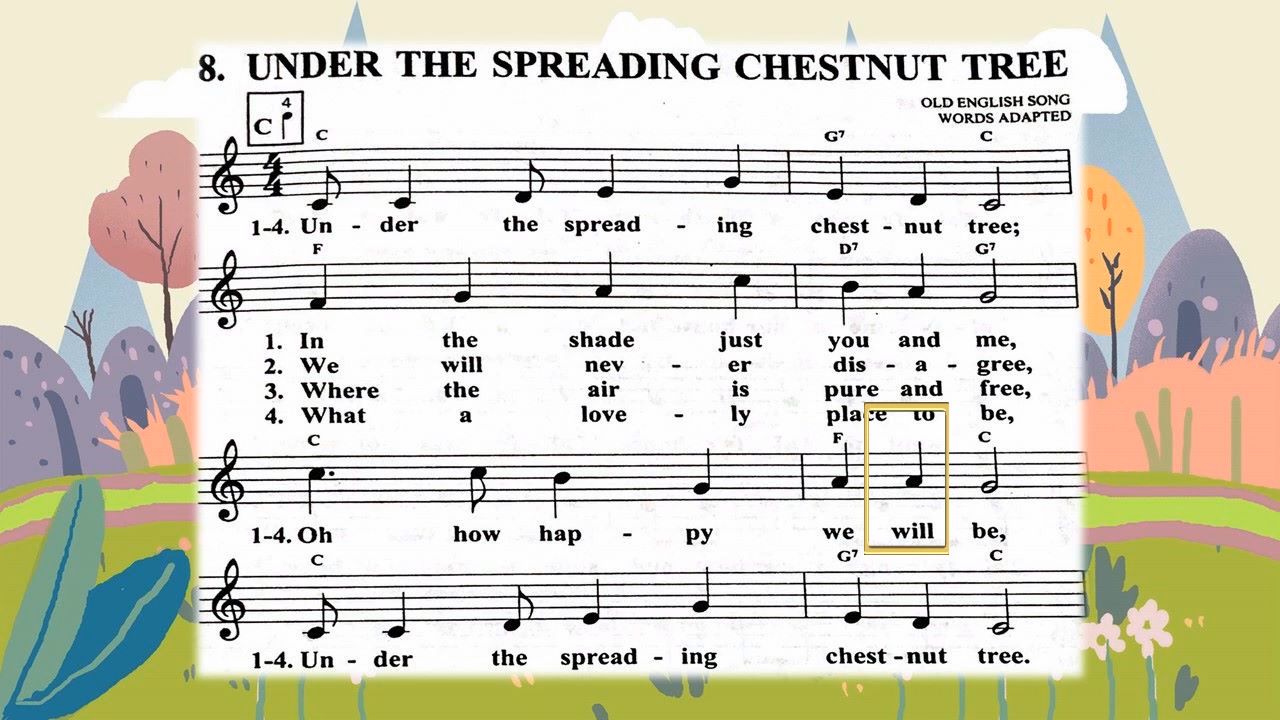 8. UNDER THE SPREADING CHESTNUT TREE
4
C
OLD ENGLISH SONG
WORDS ADAPTED
C G7 C
4
4
1-4. Un - der the spread - ing chest - nut tree;
F D7 G7
1. In the shade just you and me,
2. We will nev - er dis - a - gree,
3. Where the air is pure and free,
4. What a love - ly place to be,
C F C
1-4. Oh how hap - py we will be,
C G7 C
1-4. Un - der the spread - ing chest - nut tree.